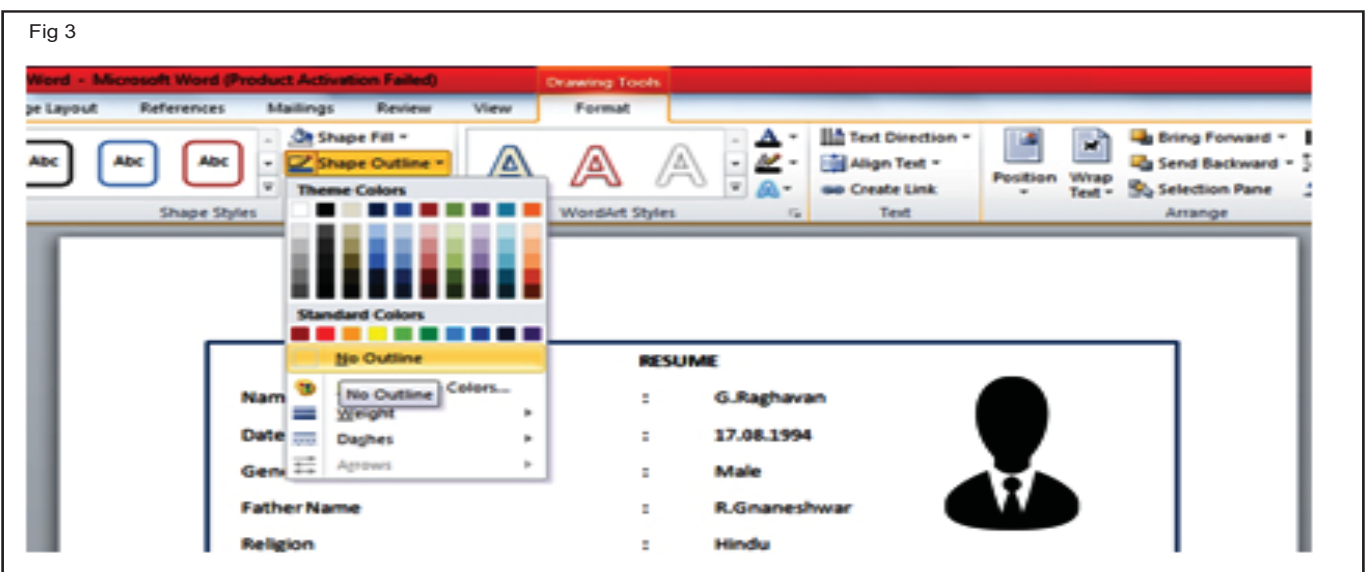 Fig 3
Word - Microsoft Word (Product Activation Failed) Drawing Tools
ge Layout References Mailings Review View Format
Abc Abc Abc Shape Fill Text Direction Bring Forward
Shape Outline Align Text Position Wrap Text Send Backward
Create Link Selection Pane
Shape Styles WordArt Styles Text Arrange
Theme Colors
Standard Colors
No Outline
No Outline Colors...
Weight
Dashes
Arrows
RESUME
Nam : G.Raghavan
Date : 17.08.1994
Gen : Male
Father Name : R.Gnaneshwar
Religion : Hindu